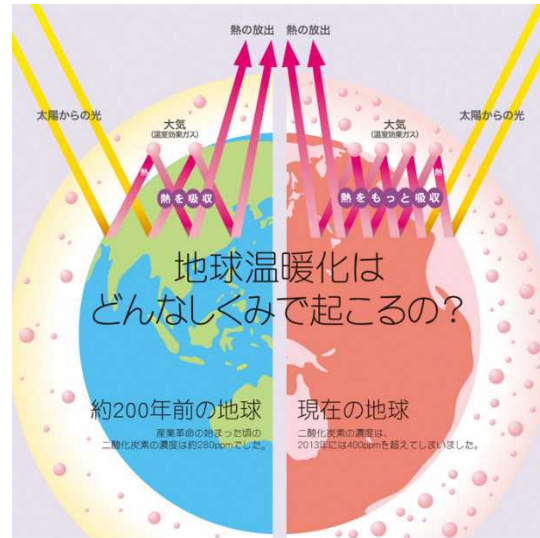 熱の放出 熱の放出
太陽からの光
大気
(温室効果ガス)
熱
熱を吸収
大気
(温室効果ガス)
太陽からの光
熱
熱をもっと吸収
地球温暖化は
どんなしくみで起こるの?
約200年前の地球
産業革命の始まった頃の
二酸化炭素の濃度は約280ppmでした。
現在の地球
二酸化炭素の濃度は、
2013年には400ppmを超えてしまいました。